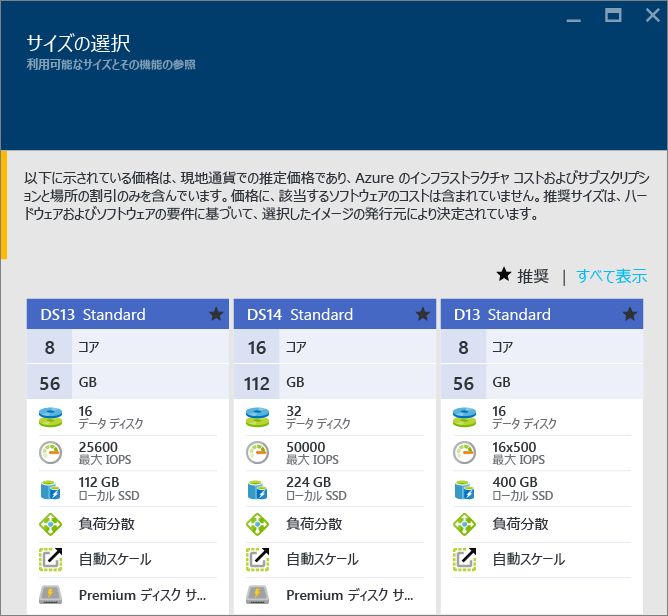 サイズの選択
利用可能なサイズとその機能の参照
以下に示されている価格は、現地通貨での推定価格であり、Azure のインフラストラクチャ コストおよびサブスクリプシ
ョンと場所の割引のみを含んでいます。価格に、該当するソフトウェアのコストは含まれていません。推奨サイズは、ハー
ドウェアおよびソフトウェアの要件に基づいて、選択したイメージの発行元により決定されています。
★ 推奨 | すべて表示
DS13 Standard ★
8 コア
56 GB
16
データ ディスク
25600
最大 IOPS
112 GB
ローカル SSD
負荷分散
自動スケール
Premium ディスク サ...
DS14 Standard ★
16 コア
112 GB
32
データ ディスク
50000
最大 IOPS
224 GB
ローカル SSD
負荷分散
自動スケール
Premium ディスク サ...
D13 Standard ★
8 コア
56 GB
16
データ ディスク
16x500
最大 IOPS
400 GB
ローカル SSD
負荷分散
自動スケール